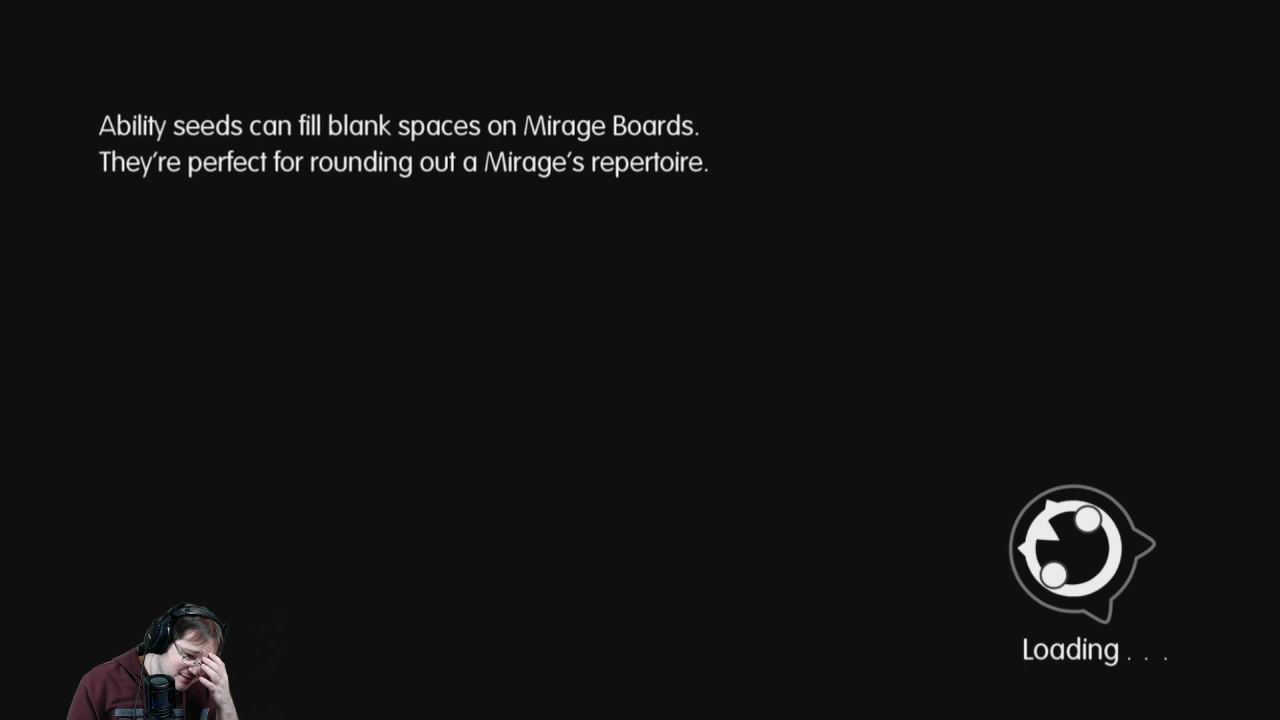 Ability seeds can fill blank spaces on Mirage Boards.
They're perfect for rounding out a Mirage's repertoire.
Loading . . .